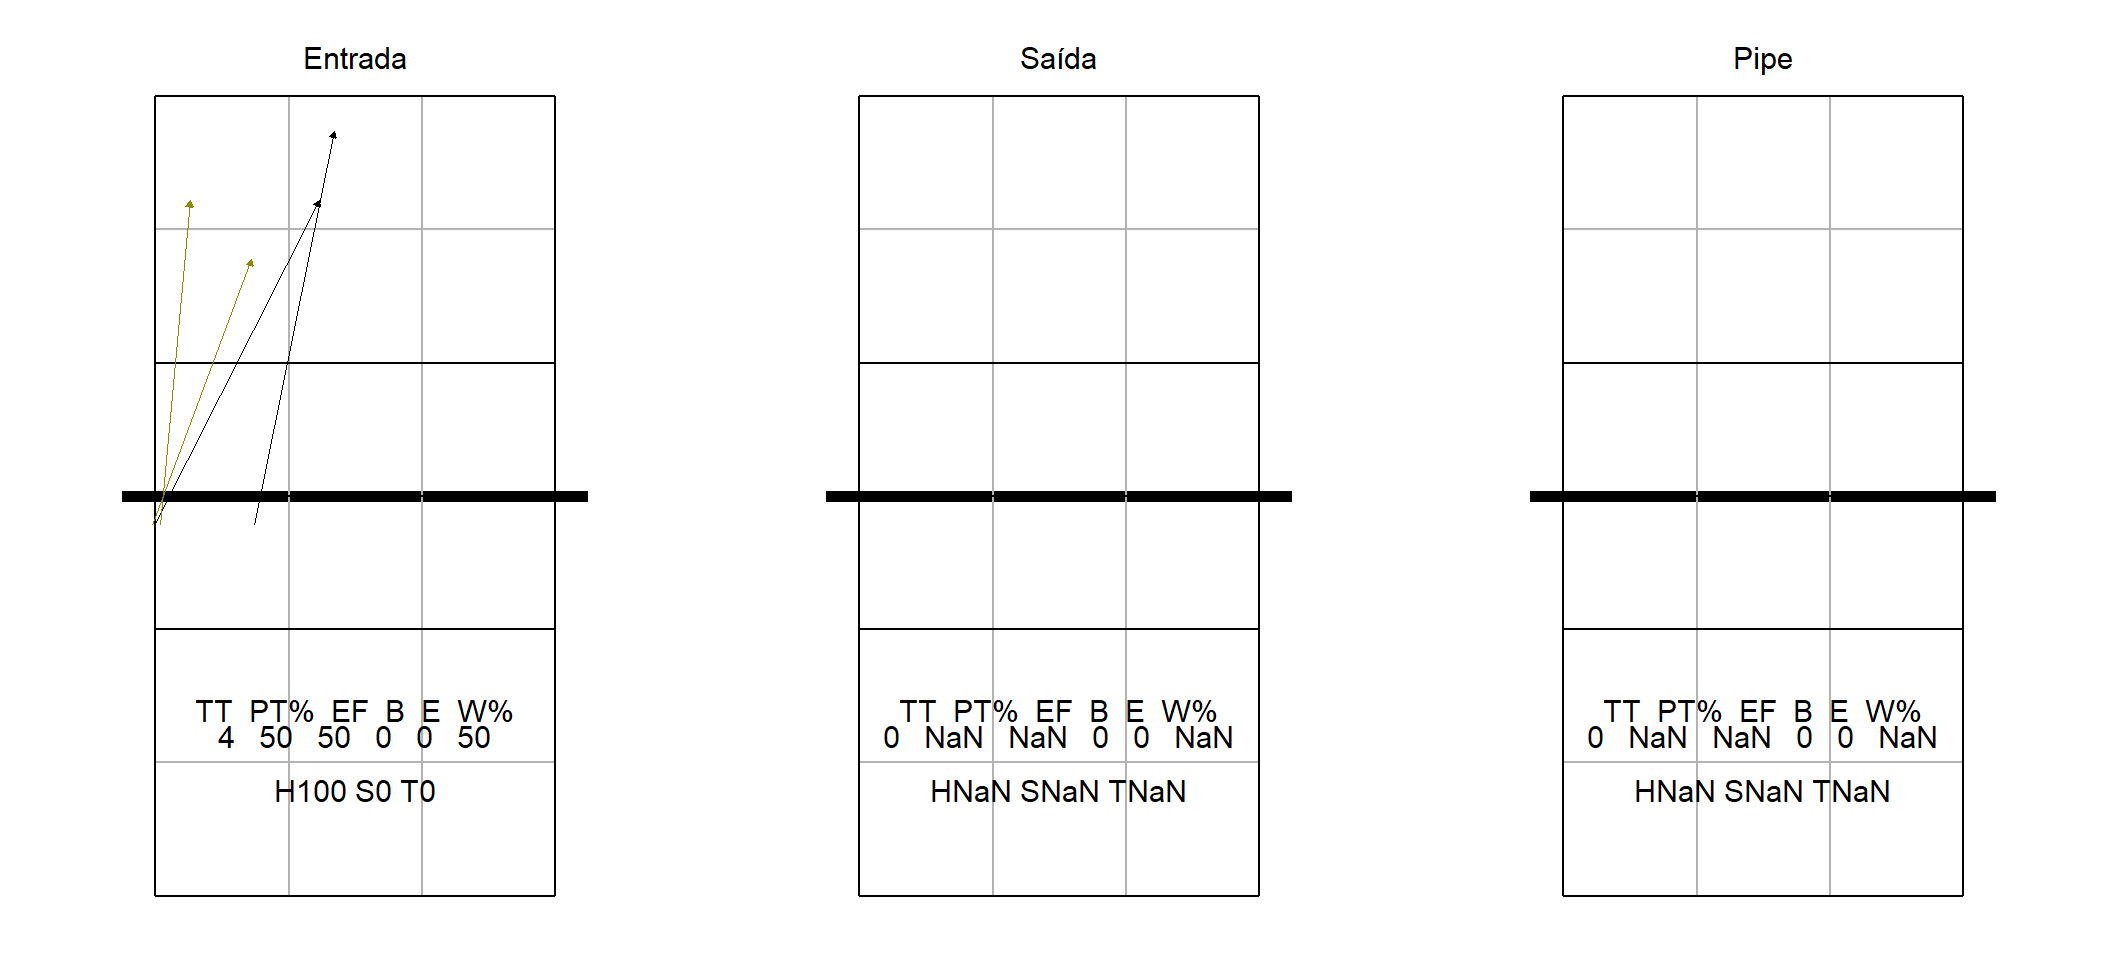 Entrada
TT PT% EF B E W%
4 50 50 0 0 50
H100 S0 T0
Saída
TT PT% EF B E W%
0 NaN NaN 0 0 NaN
HNaN SNaN TNaN
Pipe
TT PT% EF B E W%
0 NaN NaN 0 0 NaN
HNaN SNaN TNaN